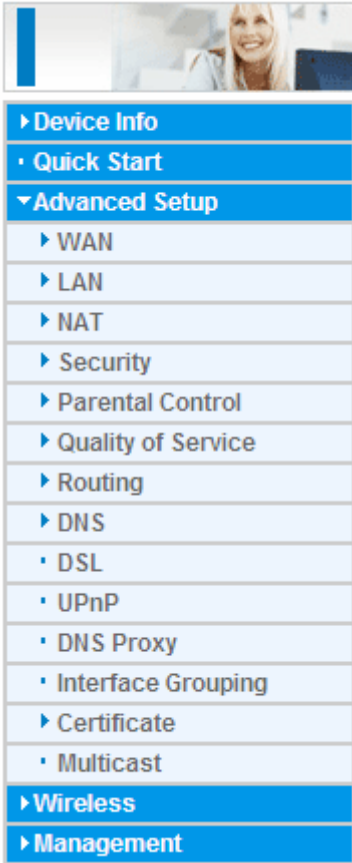 Device Info
Quick Start
Advanced Setup
WAN
LAN
NAT
Security
Parental Control
Quality of Service
Routing
DNS
DSL
UPnP
DNS Proxy
Interface Grouping
Certificate
Multicast
Wireless
Management